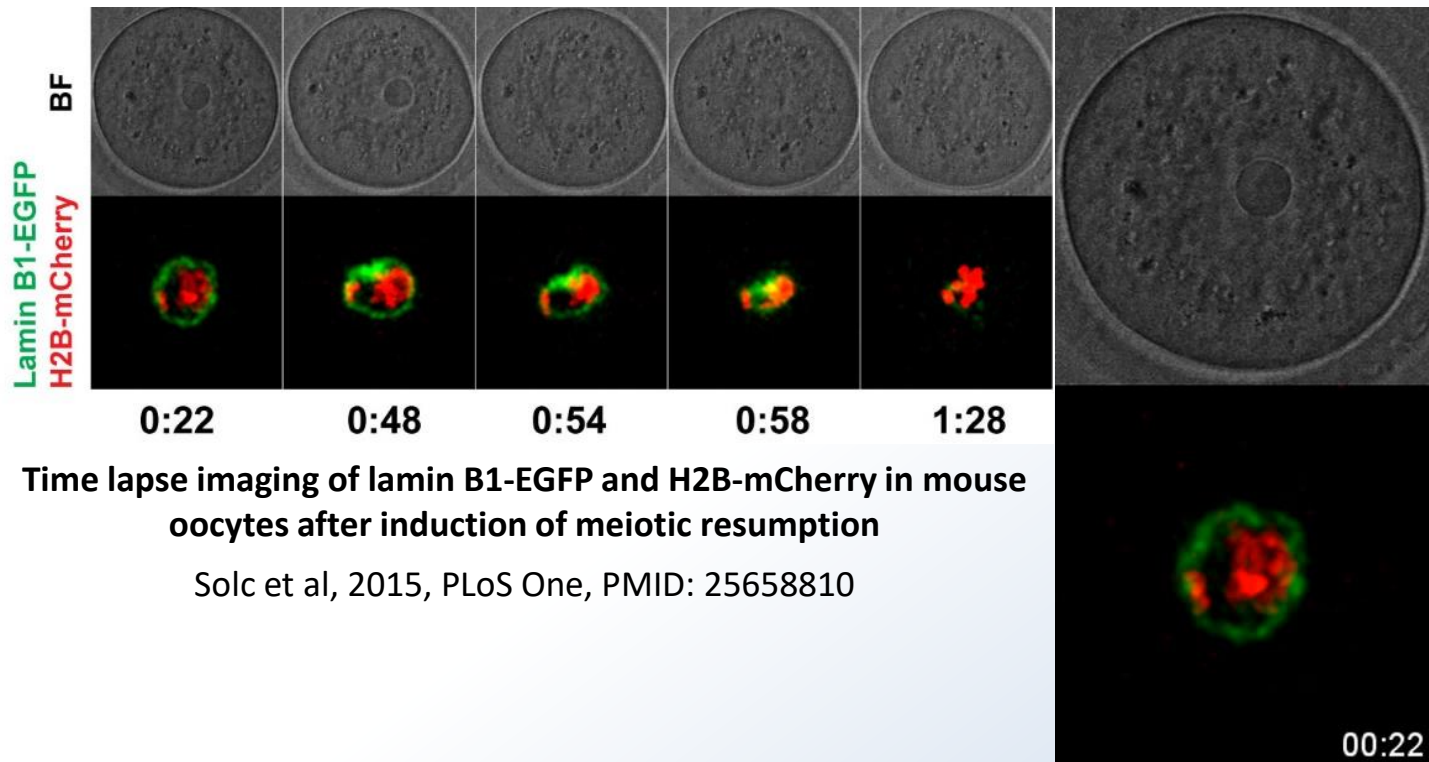 BF
Lamin B1-EGFP
H2B-mCherry
0:22 0:48 0:54 0:58 1:28
Time lapse imaging of lamin B1-EGFP and H2B-mCherry in mouse
oocytes after induction of meiotic resumption
Solc et al, 2015, PLoS One, PMID: 25658810
00:22